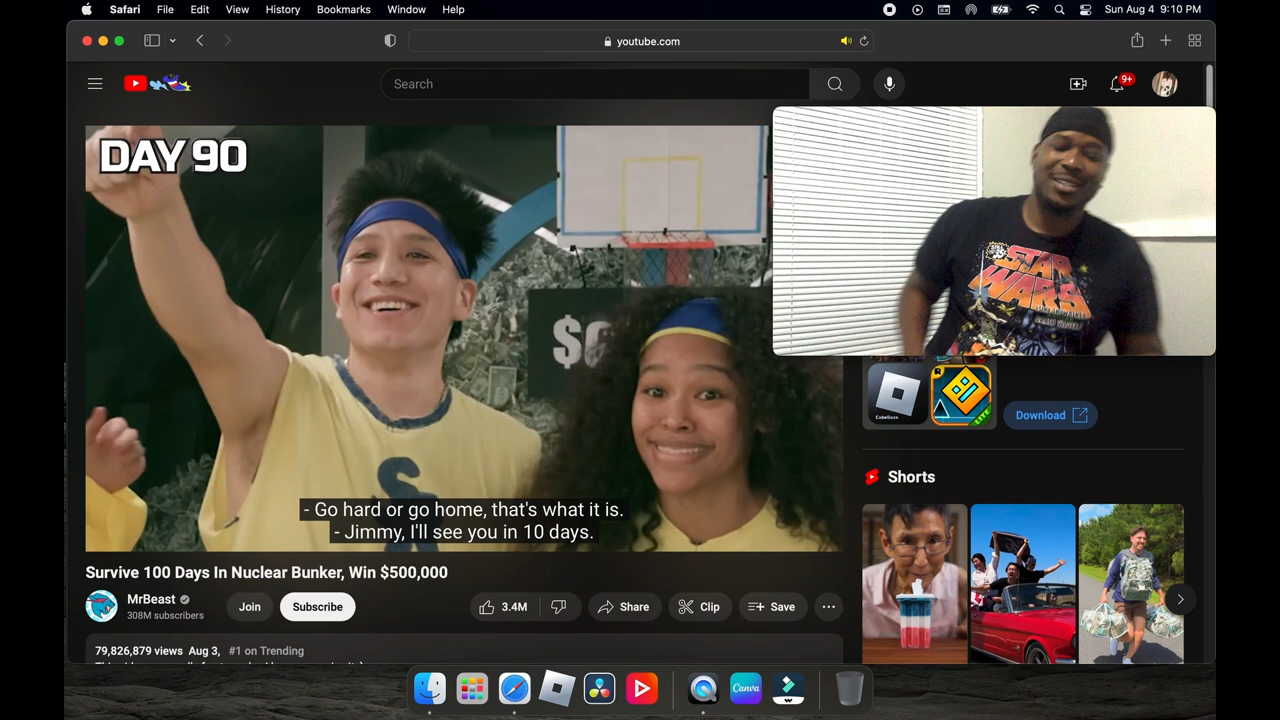 Safari File Edit View History Bookmarks Window Help
Sun Aug 4 9:10 PM
youtube.com
Search
9+
DAY 90
STAR
WARS
$
- Go hard or go home, that's what it is.
- Jimmy, I'll see you in 10 days.
Download
Shorts
Survive 100 Days In Nuclear Bunker, Win $500,000
MrBeast
308M subscribers
Join
Subscribe
3.4M
Share
Clip
Save
79,826,879 views Aug 3, #1 on Trending
Canva